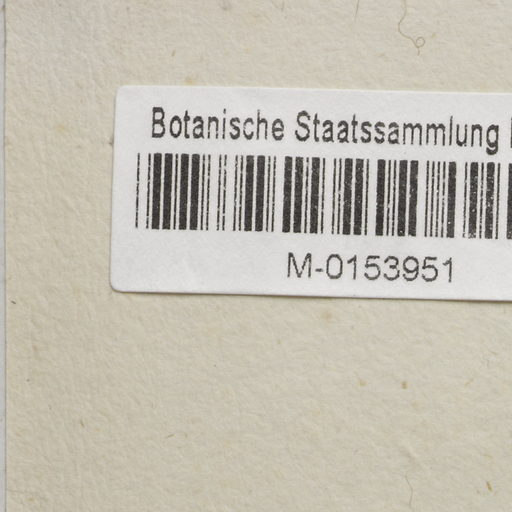 Botanische Staatssammlung
M-0153951